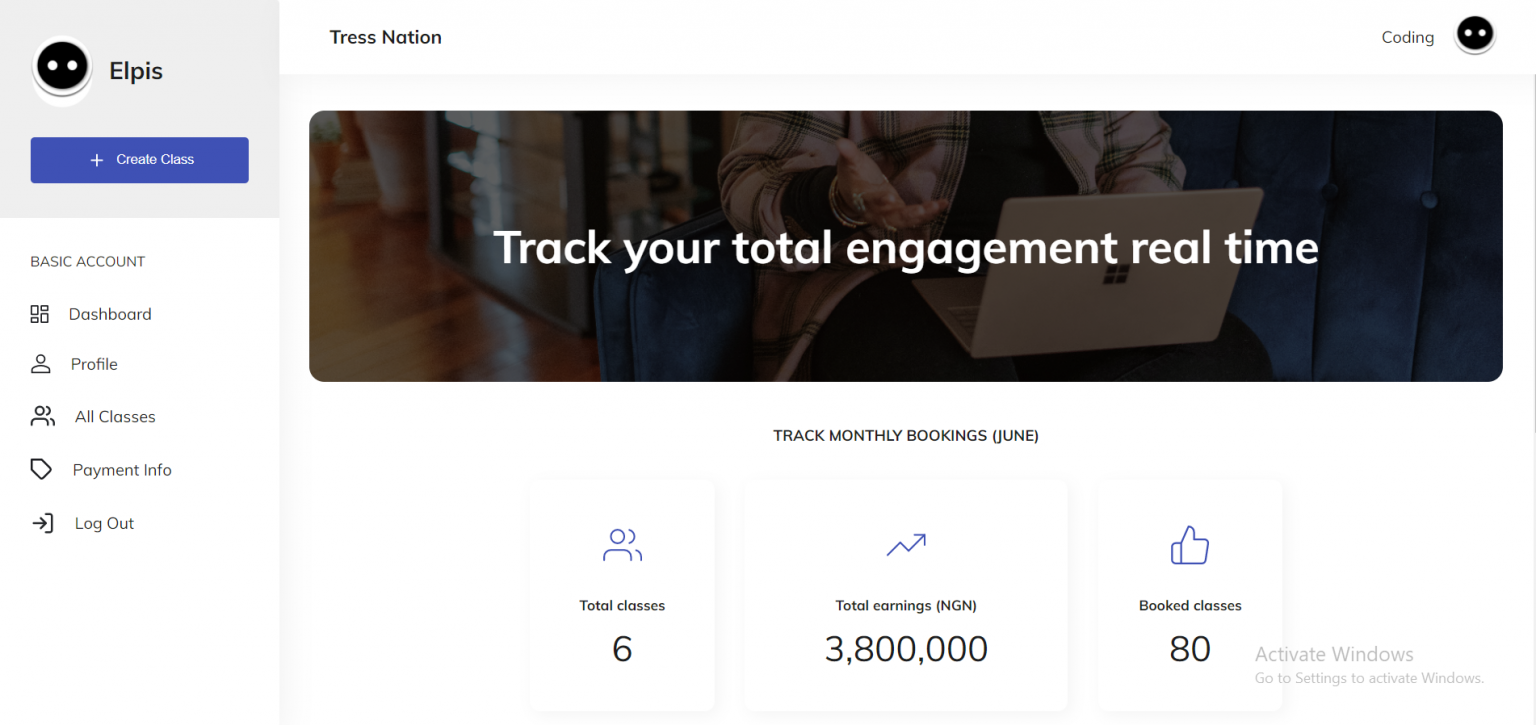 Elpis
Create Class
BASIC ACCOUNT
Dashboard
Profile
All Classes
Payment Info
Log Out
Tress Nation
Coding
Track your total engagement real time
TRACK MONTHLY BOOKINGS (JUNE)
Total classes
6
Total earnings (NGN)
3,800,000
Booked classes
80
Activate Windows
Go to Settings to activate Windows.